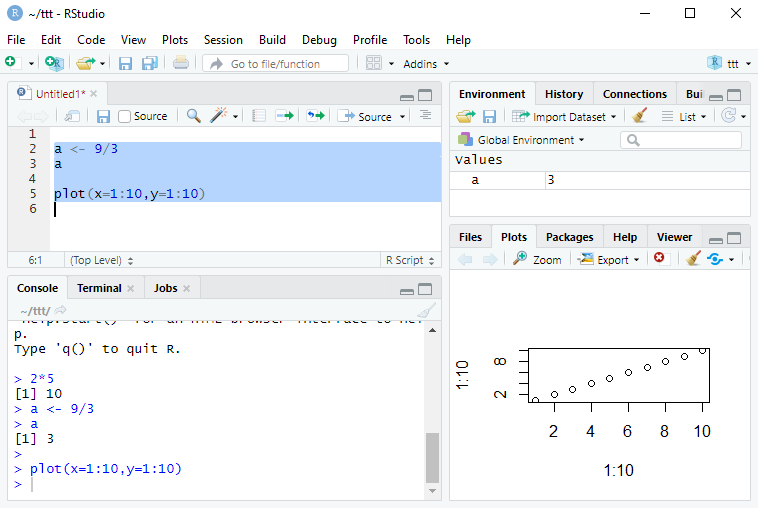 ~/ttt - RStudio
File Edit Code View Plots Session Build Debug Profile Tools Help
Go to file/function Addins ttt
Untitled1*
Source Source
1
2 a <- 9/3
3 a
4
5 plot(x=1:10,y=1:10)
6
6:1 (Top Level) R Script
Console Terminal Jobs
~/ttt/
p.
Type 'q()' to quit R.
> 2*5
[1] 10
> a <- 9/3
> a
[1] 3
>
> plot(x=1:10,y=1:10)
>
Environment History Connections Bui
Import Dataset List
Global Environment
Values
a 3
Files Plots Packages Help Viewer
Zoom Export
1:10
8
2
2 4 6 8 10
1:10